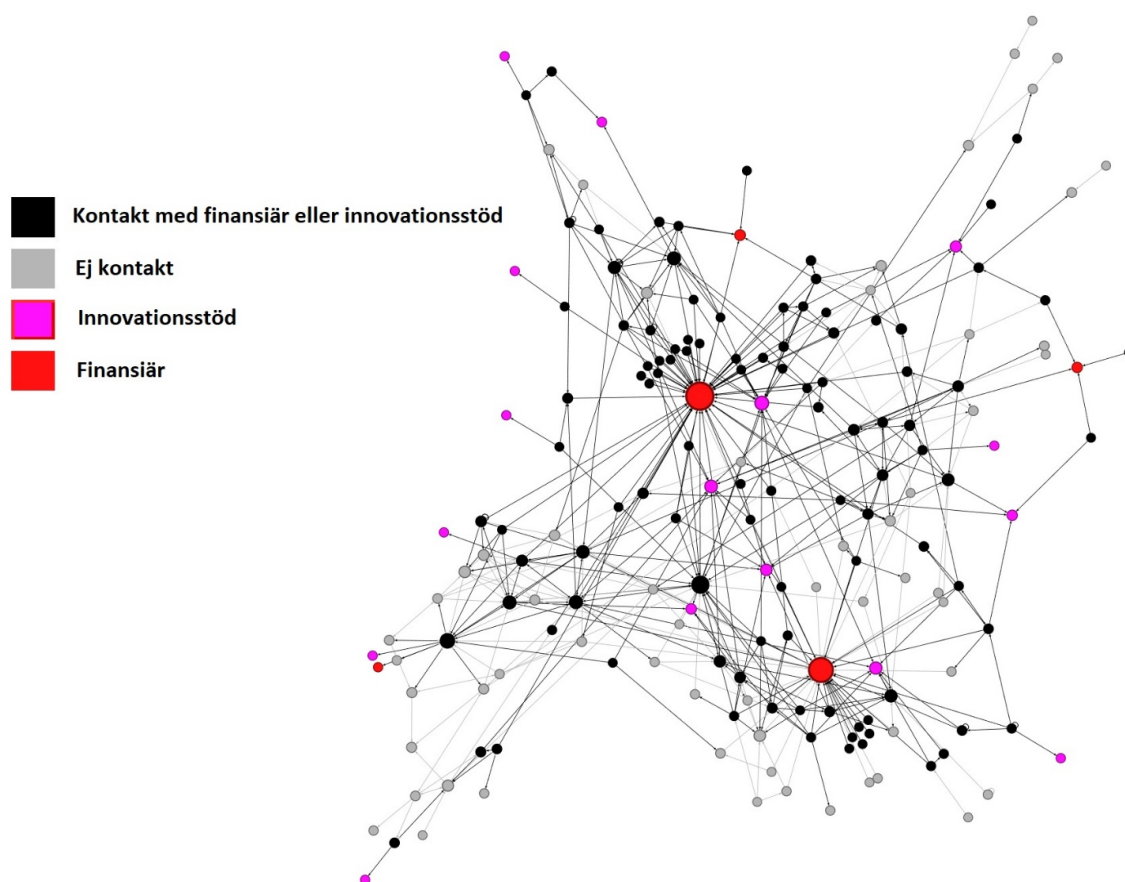 Kontakt med finansiär eller innovationsstöd
Ej kontakt
Innovationsstöd
Finansiär